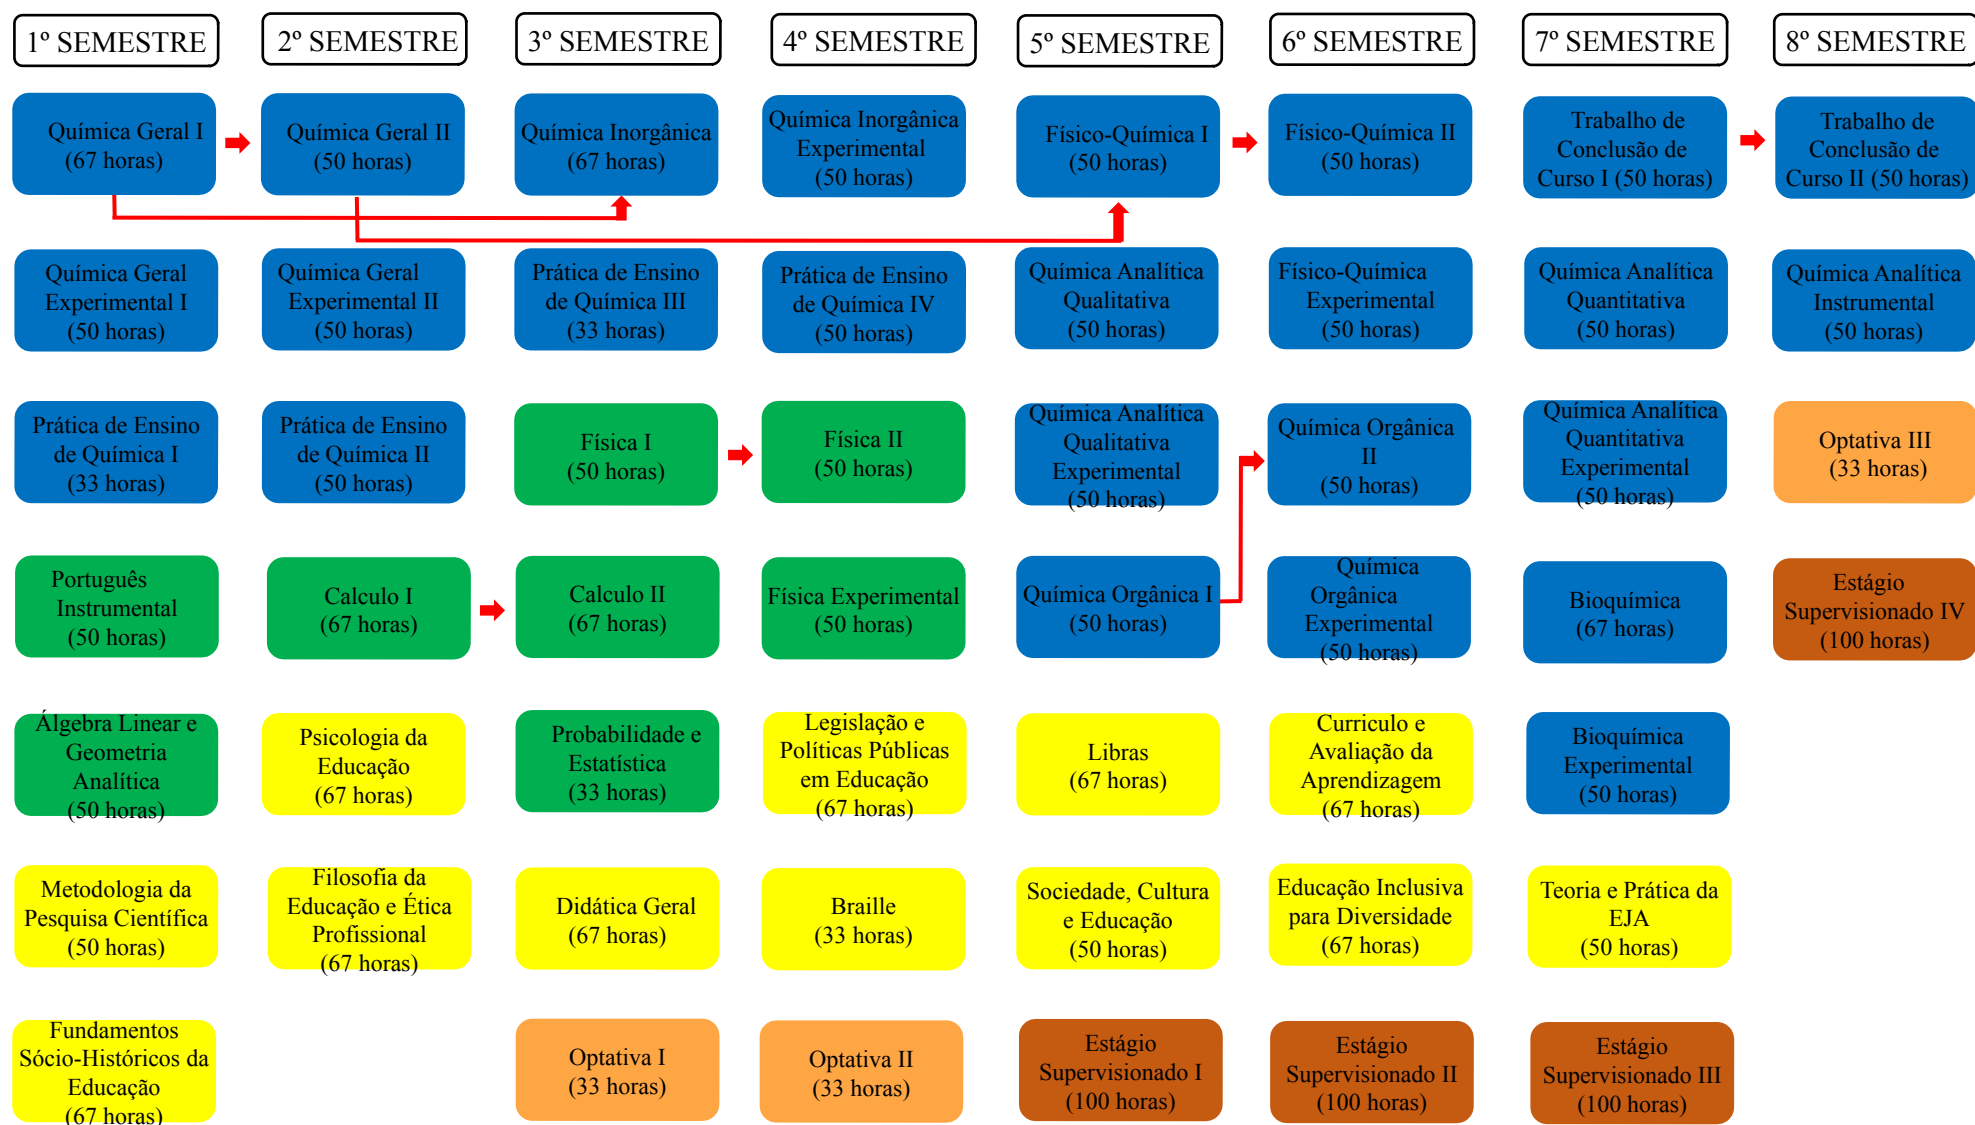 1º SEMESTRE
2º SEMESTRE
3º SEMESTRE
4º SEMESTRE
5º SEMESTRE
6º SEMESTRE
7º SEMESTRE
8º SEMESTRE
Química Geral I
(67 horas)
Química Geral II
(50 horas)
Química Inorgânica
(67 horas)
Química Inorgânica
Experimental
(50 horas)
Físico-Química I
(50 horas)
Físico-Química II
(50 horas)
Trabalho de
Conclusão de
Curso I (50 horas)
Trabalho de
Conclusão de
Curso II (50 horas)
Química Geral
Experimental I
(50 horas)
Química Geral
Experimental II
(50 horas)
Prática de Ensino
de Química III
(33 horas)
Prática de Ensino
de Química IV
(50 horas)
Química Analítica
Qualitativa
(50 horas)
Físico-Química
Experimental
(50 horas)
Química Analítica
Quantitativa
(50 horas)
Química Analítica
Instrumental
(50 horas)
Prática de Ensino
de Química I
(33 horas)
Prática de Ensino
de Química II
(50 horas)
Física I
(50 horas)
Física II
(50 horas)
Química Analítica
Qualitativa
Experimental
(50 horas)
Química Orgânica
II
(50 horas)
Química Analítica
Quantitativa
Experimental
(50 horas)
Optativa III
(33 horas)
Português
Instrumental
(50 horas)
Calculo I
(67 horas)
Calculo II
(67 horas)
Física Experimental
(50 horas)
Química Orgânica I
(50 horas)
Química
Orgânica
Experimental
(50 horas)
Bioquímica
(67 horas)
Estágio
Supervisionado IV
(100 horas)
Álgebra Linear e
Geometria
Analítica
(50 horas)
Psicologia da
Educação
(67 horas)
Probabilidade e
Estatística
(33 horas)
Legislação e
Políticas Públicas
em Educação
(67 horas)
Libras
(67 horas)
Curriculo e
Avaliação da
Aprendizagem
(67 horas)
Bioquímica
Experimental
(50 horas)
Metodologia da
Pesquisa Científica
(50 horas)
Filosofia da
Educação e Ética
Profissional
(67 horas)
Didática Geral
(67 horas)
Braille
(33 horas)
Sociedade, Cultura
e Educação
(50 horas)
Educação Inclusiva
para Diversidade
(67 horas)
Teoria e Prática da
EJA
(50 horas)
Fundamentos
Sócio-Históricos da
Educação
(67 horas)
Optativa I
(33 horas)
Optativa II
(33 horas)
Estágio
Supervisionado I
(100 horas)
Estágio
Supervisionado II
(100 horas)
Estágio
Supervisionado III
(100 horas)